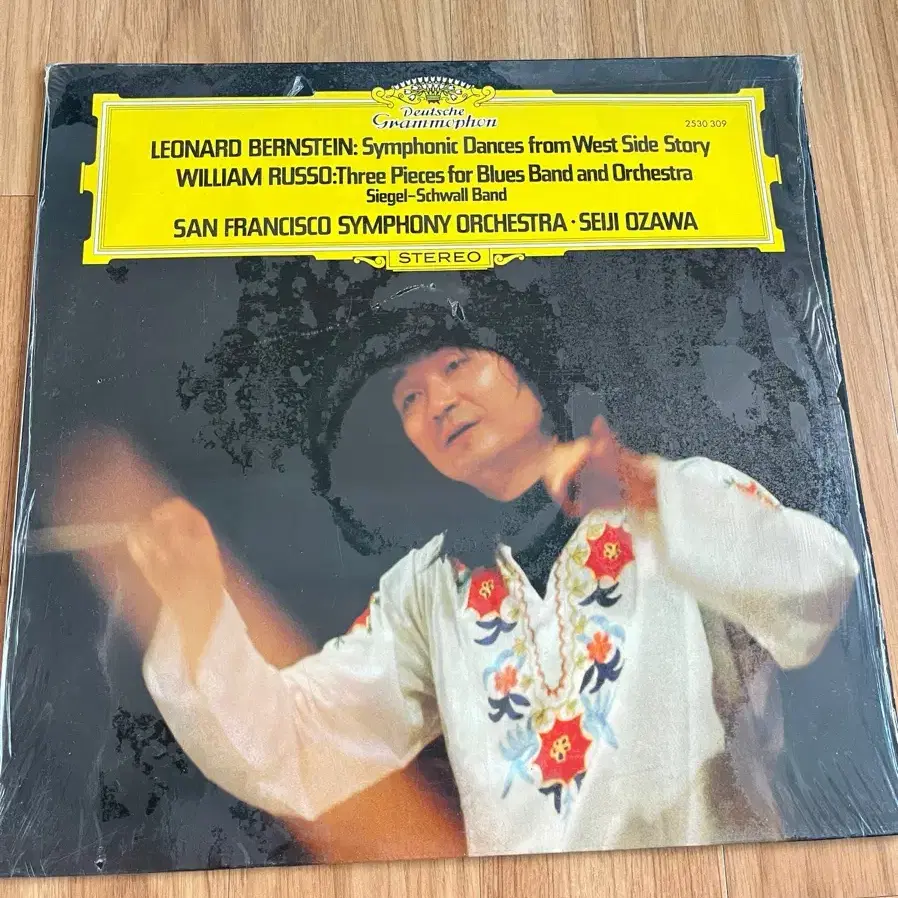 Deutsche
Grammophon
2530 309
LEONARD BERNSTEIN: Symphonic Dances from West Side Story
WILLIAM RUSSO:Three Pieces for Blues Band and Orchestra
Siegel-Schwall Band
SAN FRANCISCO SYMPHONY ORCHESTRA · SEIJI OZAWA
STEREO